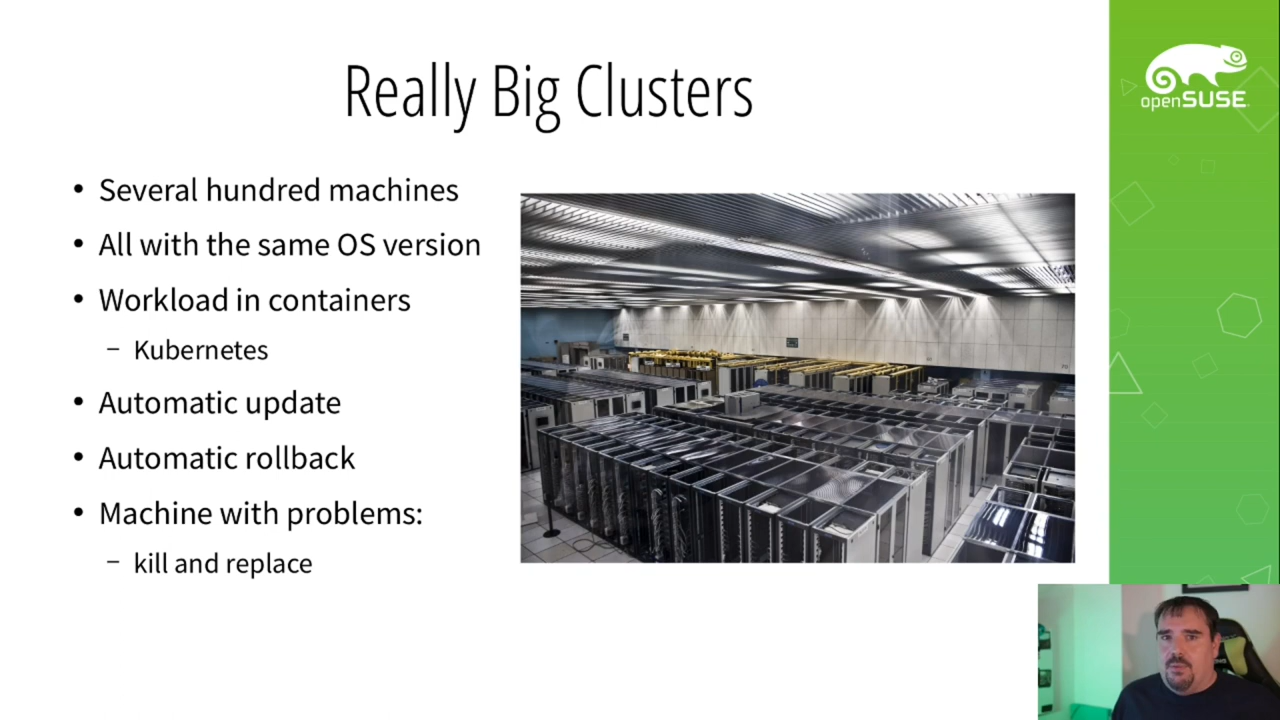 Really Big Clusters
• Several hundred machines
• All with the same OS version
• Workload in containers
– Kubernetes
• Automatic update
• Automatic rollback
• Machine with problems:
– kill and replace
openSUSE